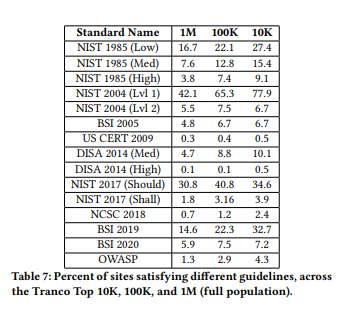 Standard Name 1M 100K 10K
NIST 1985 (Low) 16.7 22.1 27.4
NIST 1985 (Med) 7.6 12.8 15.4
NIST 1985 (High) 3.8 7.4 9.1
NIST 2004 (Lvl 1) 42.1 65.3 77.9
NIST 2004 (Lvl 2) 5.5 7.5 6.7
BSI 2005 4.8 6.7 6.7
US CERT 2009 0.3 0.4 0.5
DISA 2014 (Med) 4.7 8.8 10.1
DISA 2014 (High) 0.1 0.1 0.5
NIST 2017 (Should) 30.8 40.8 34.6
NIST 2017 (Shall) 1.8 3.16 3.9
NCSC 2018 0.7 1.2 2.4
BSI 2019 14.6 22.3 32.7
BSI 2020 5.9 7.5 7.2
OWASP 1.3 2.9 4.3
Table 7: Percent of sites satisfying different guidelines, across
the Tranco Top 10K, 100K, and 1M (full population).